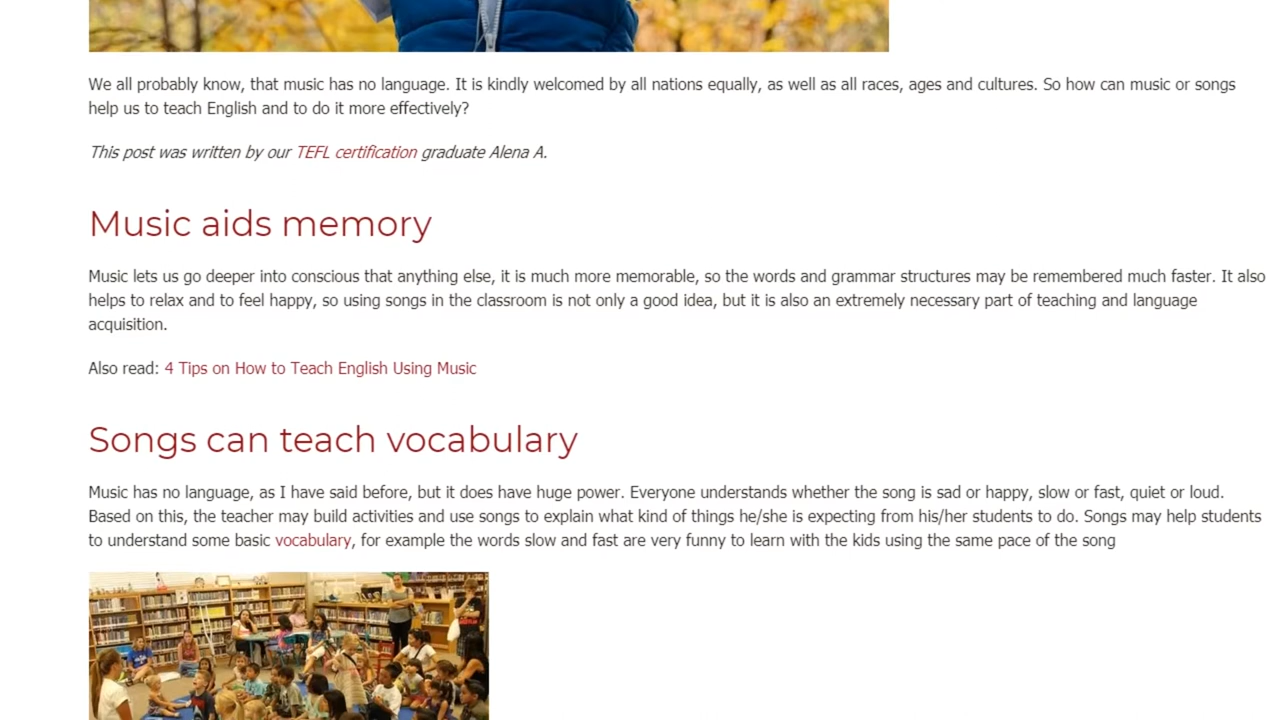 We all probably know, that music has no language. It is kindly welcomed by all nations equally, as well as all races, ages and cultures. So how can music or songs
help us to teach English and to do it more effectively?
This post was written by our TEFL certification graduate Alena A.
Music aids memory
Music lets us go deeper into conscious that anything else, it is much more memorable, so the words and grammar structures may be remembered much faster. It also
helps to relax and to feel happy, so using songs in the classroom is not only a good idea, but it is also an extremely necessary part of teaching and language
acquisition.
Also read: 4 Tips on How to Teach English Using Music
Songs can teach vocabulary
Music has no language, as I have said before, but it does have huge power. Everyone understands whether the song is sad or happy, slow or fast, quiet or loud.
Based on this, the teacher may build activities and use songs to explain what kind of things he/she is expecting from his/her students to do. Songs may help students
to understand some basic vocabulary, for example the words slow and fast are very funny to learn with the kids using the same pace of the song